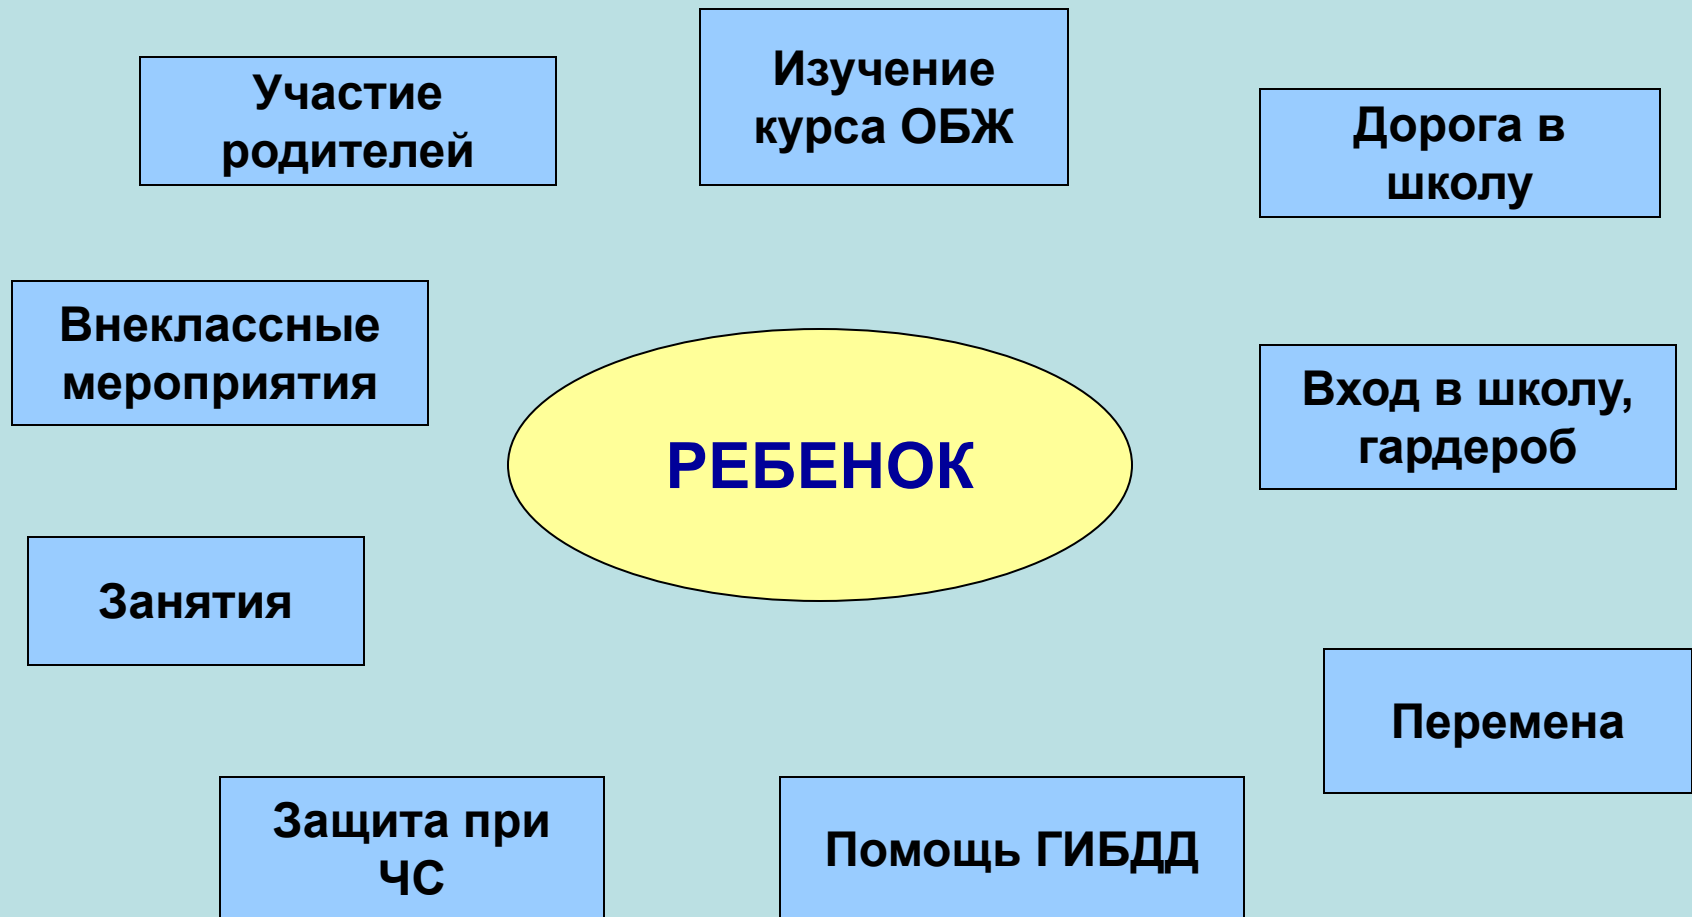 Изучение
курса ОБЖ
Участие
родителей
Дорога в
школу
Внеклассные
мероприятия
Вход в школу,
гардероб
РЕБЕНОК
Занятия
Перемена
Защита при
ЧС
Помощь ГИБДД